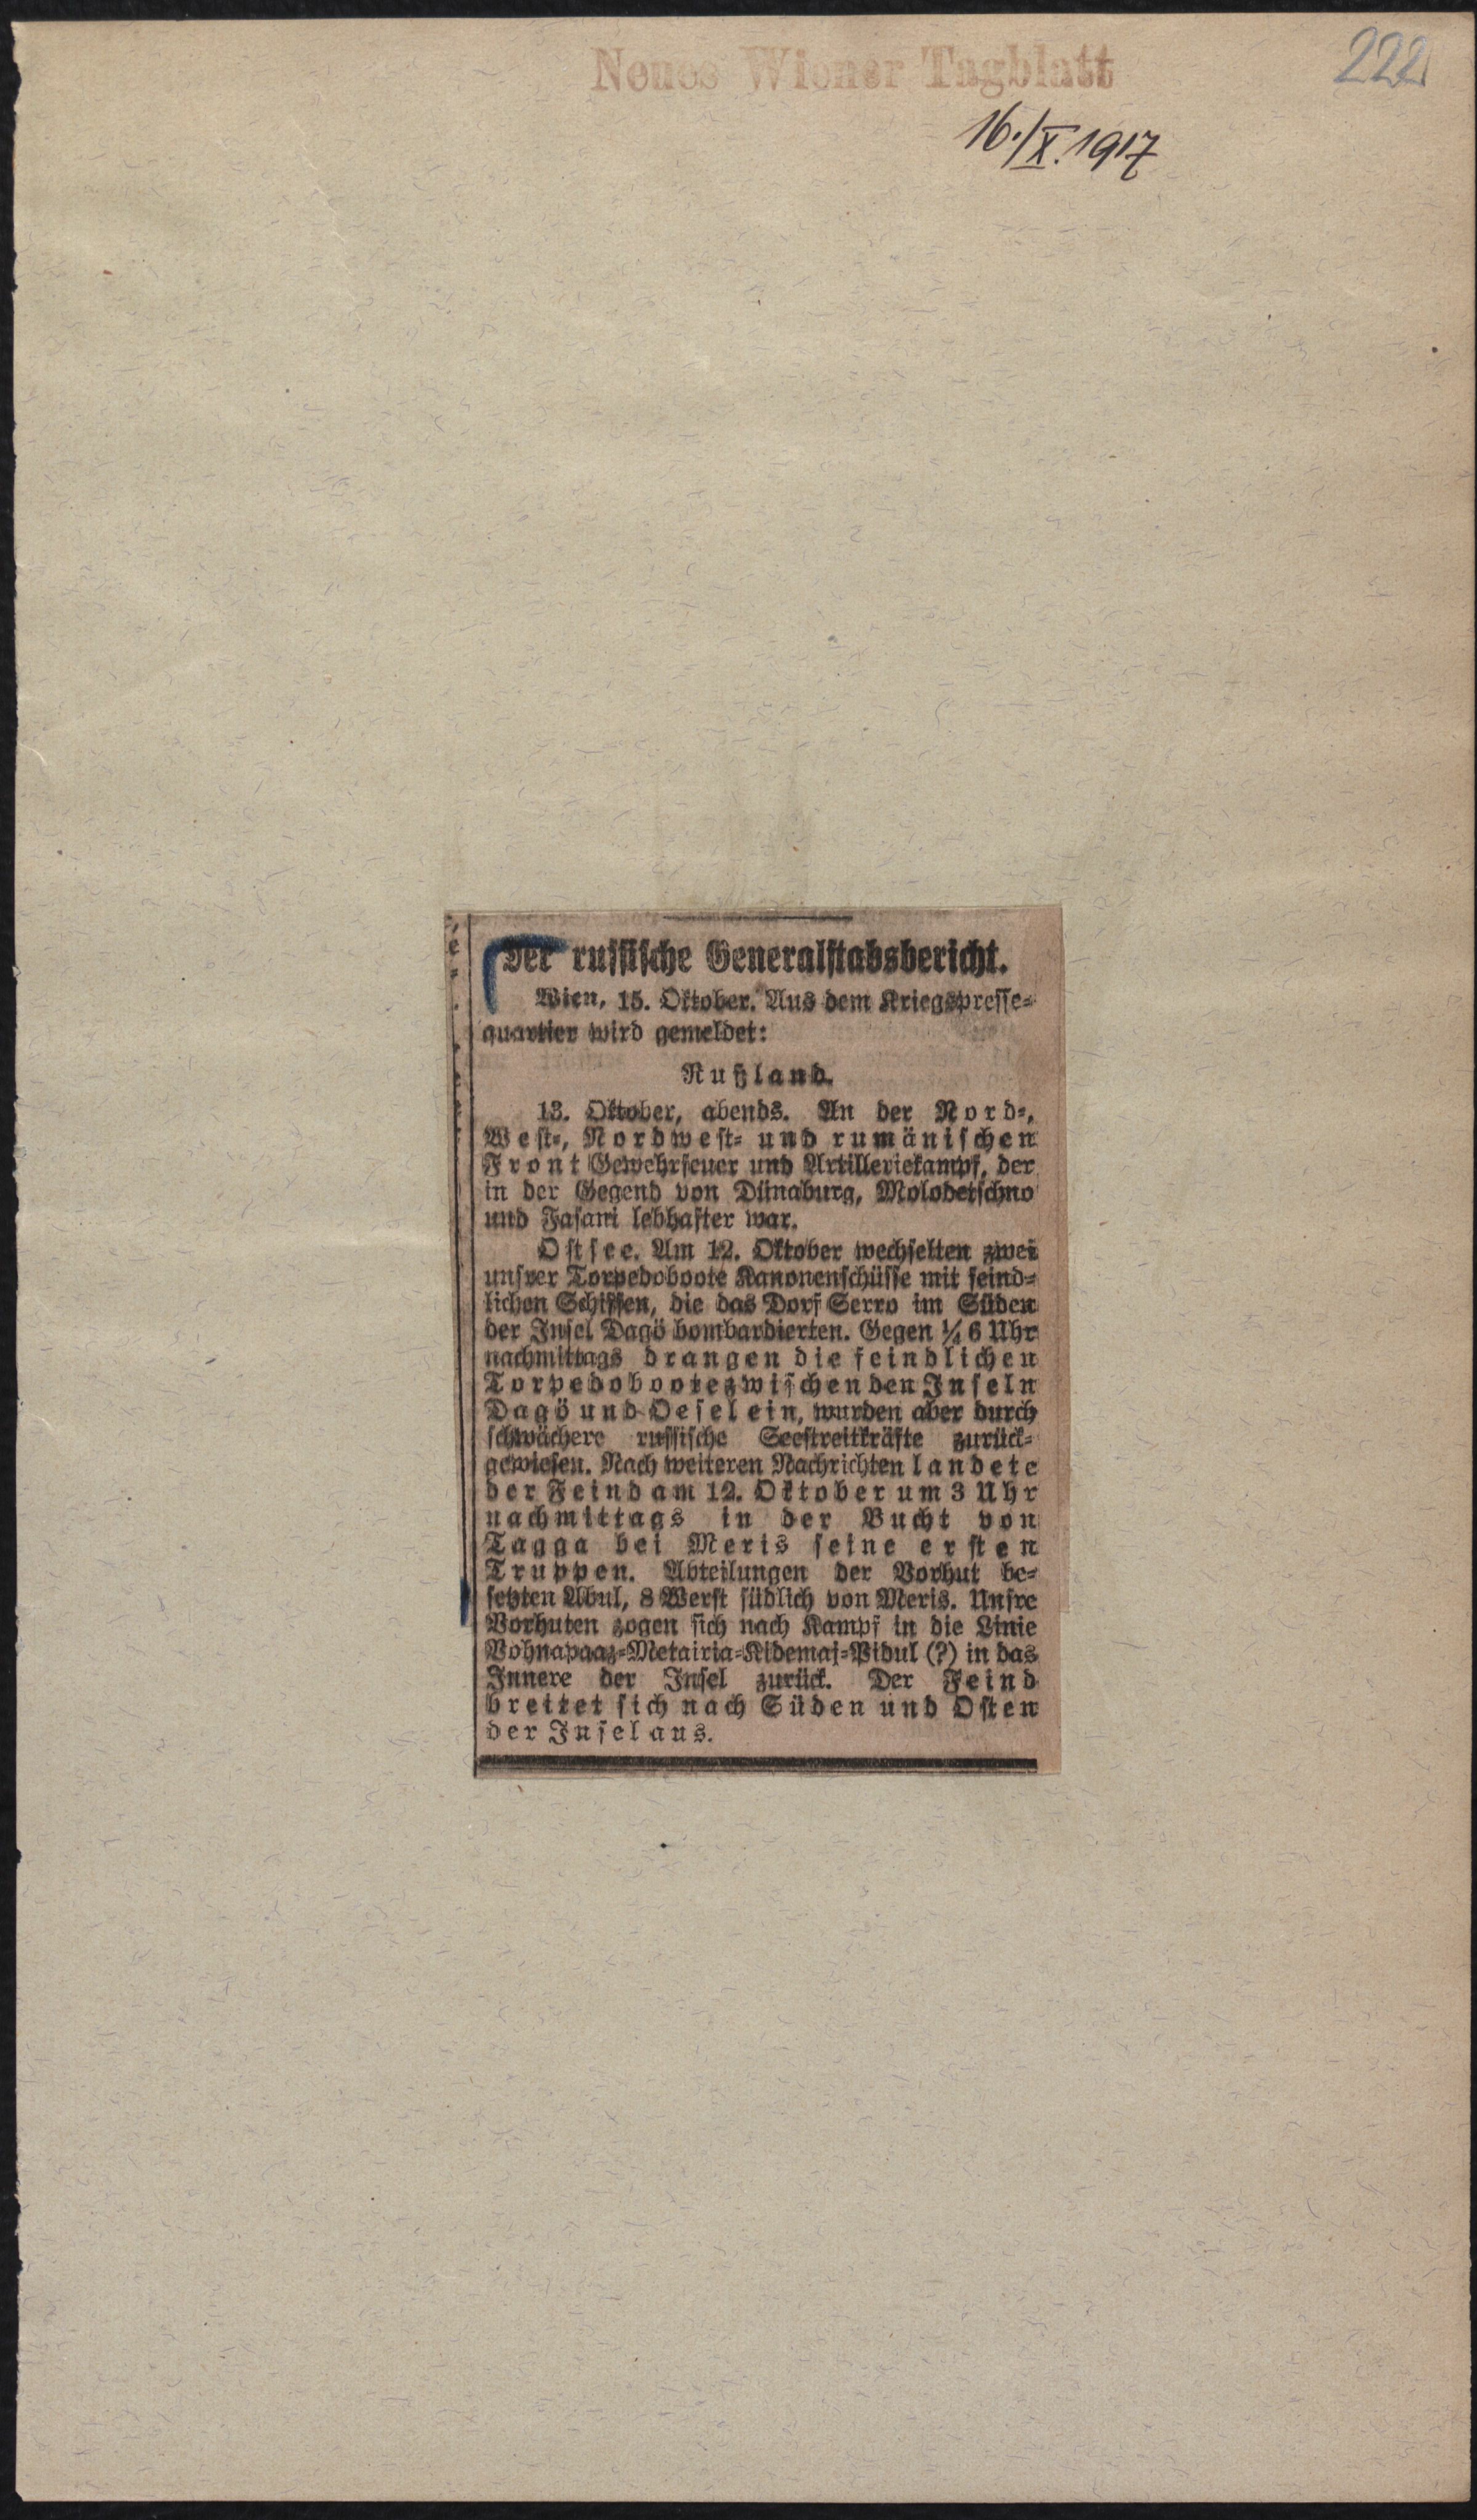 Neues Wiener Tagblatt
222
16./X. 1917
Der russische Generalstabsbericht.
Wien, 15. Oktober. Aus dem Kriegspresse-
quartier wird gemeldet:
Rußland.
13. Oktober, abends. An der Nord-,
West-, Nordwest- und rumänischen
Front Gewehrfeuer und Artilleriekampf, der
in der Gegend von Dünaburg, Molodetschno
und Fasani lebhafter war.
Ostsee. Am 12. Oktober wechselten zwei
unsrer Torpedoboote Kanonenschüsse mit feind-
lichen Schiffen, die das Dorf Serro im Süden
der Insel Dagö bombardierten. Gegen ¼6 Uhr
nachmittags drangen die feindlichen
Torpedoboote zwischen den Inseln
Dagö und Oesel ein, wurden aber durch
schwächere russische Seestreitkräfte zurück-
gewiesen. Nach weiteren Nachrichten landete
der Feind am 12. Oktober um 3 Uhr
nachmittags in der Bucht von
Tagga bei Meris seine ersten
Truppen. Abteilungen der Vorhut be-
setzten Abul, 8 Werst südlich von Meris. Unsre
Vorhuten zogen sich nach Kampf in die Linie
Vohnapaaz-Metairia-Kidemaj-Pidul (?) in das
Innere der Insel zurück. Der Feind
breitet sich nach Süden und Osten
der Insel aus.